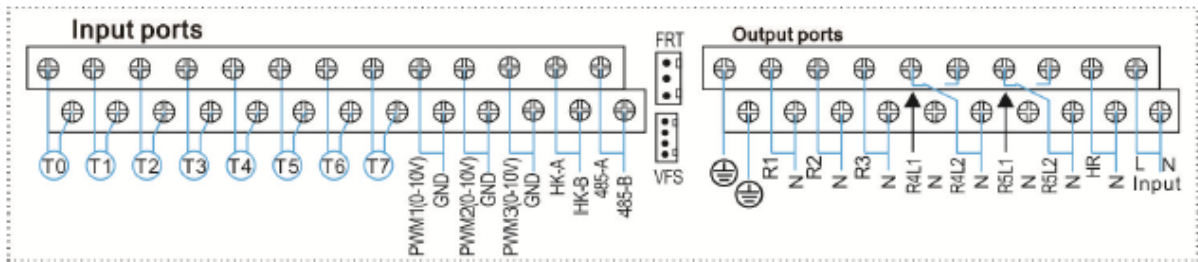 Input ports
FRT
Output ports
T0 T1 T2 T3 T4 T5 T6 T7
PWM1(0-10V)
GND
PWM2(0-10V)
GND
PWM3(0-10V)
GND
HK-A
HK-B
485-A
485-B
VFS
R1
N
R2
N
R3
N
R4L1
N
R4L2
N
R5L1
N
R5L2
N
HR
N
L N
Input